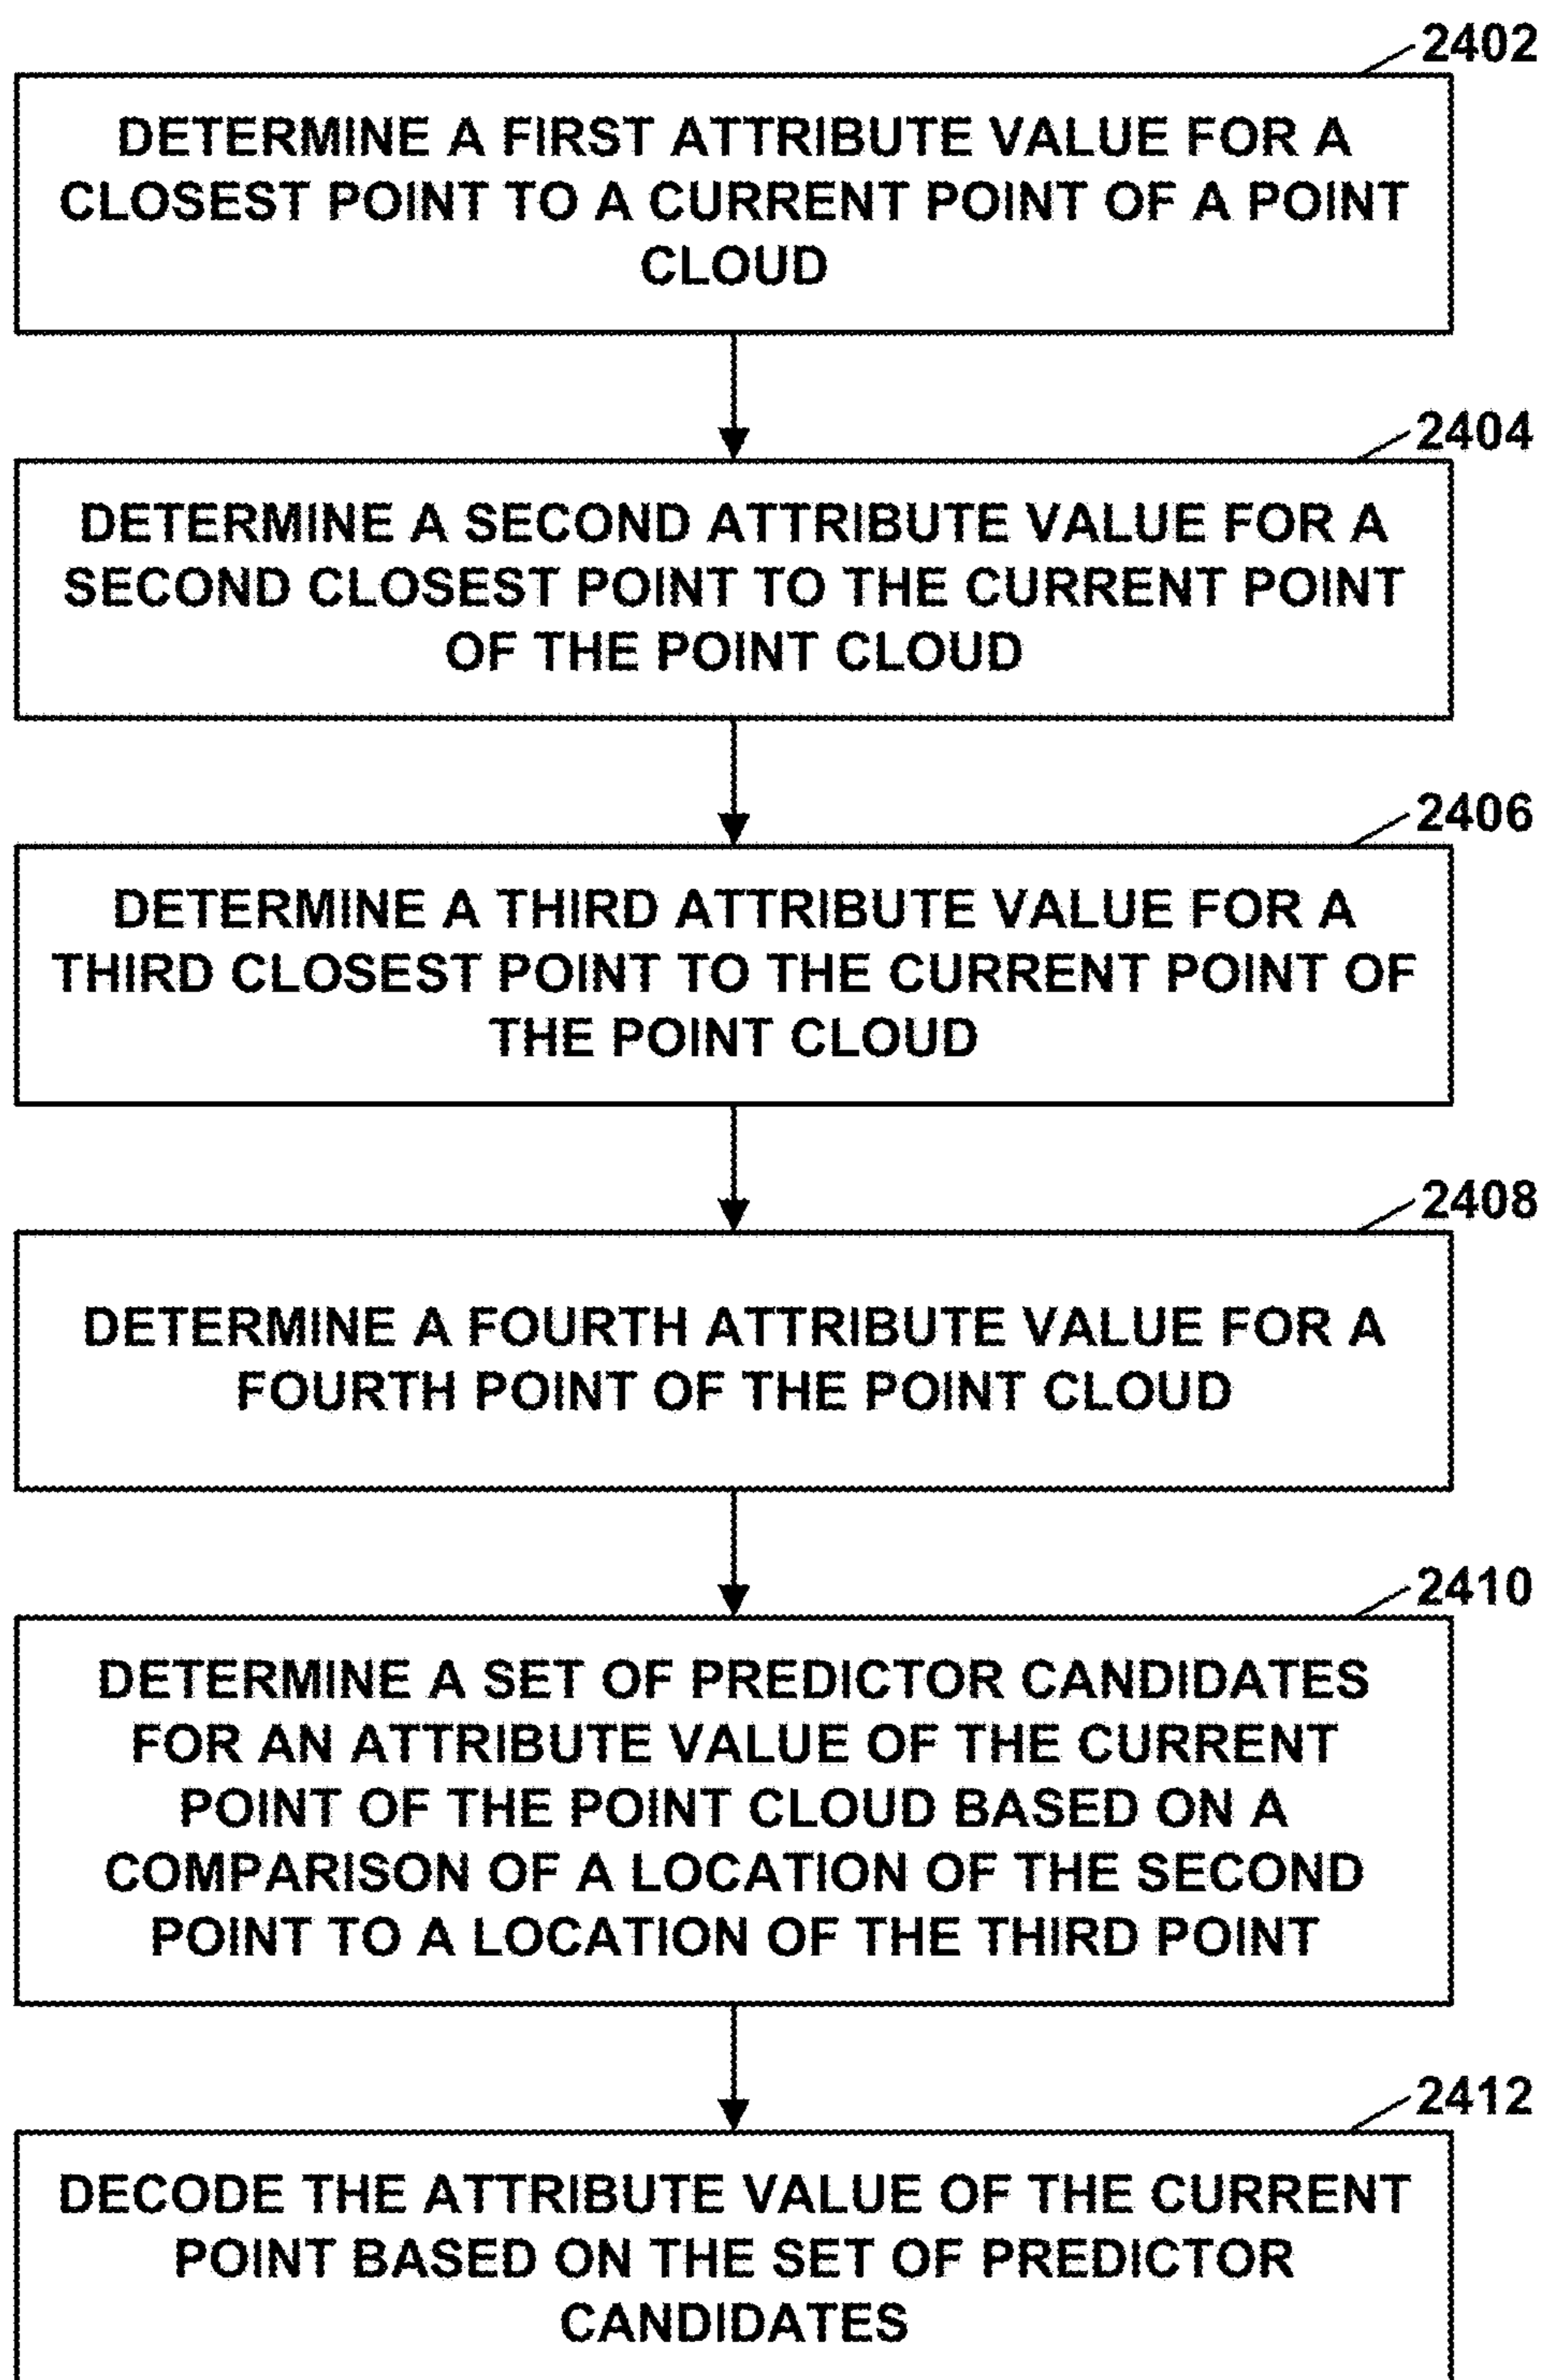 2402
DETERMINE A FIRST ATTRIBUTE VALUE FOR A
CLOSEST POINT TO A CURRENT POINT OF A POINT
CLOUD
2404
DETERMINE A SECOND ATTRIBUTE VALUE FOR A
SECOND CLOSEST POINT TO THE CURRENT POINT
OF THE POINT CLOUD
2406
DETERMINE A THIRD ATTRIBUTE VALUE FOR A
THIRD CLOSEST POINT TO THE CURRENT POINT OF
THE POINT CLOUD
2408
DETERMINE A FOURTH ATTRIBUTE VALUE FOR A
FOURTH POINT OF THE POINT CLOUD
2410
DETERMINE A SET OF PREDICTOR CANDIDATES
FOR AN ATTRIBUTE VALUE OF THE CURRENT
POINT OF THE POINT CLOUD BASED ON A
COMPARISON OF A LOCATION OF THE SECOND
POINT TO A LOCATION OF THE THIRD POINT
2412
DECODE THE ATTRIBUTE VALUE OF THE CURRENT
POINT BASED ON THE SET OF PREDICTOR
CANDIDATES